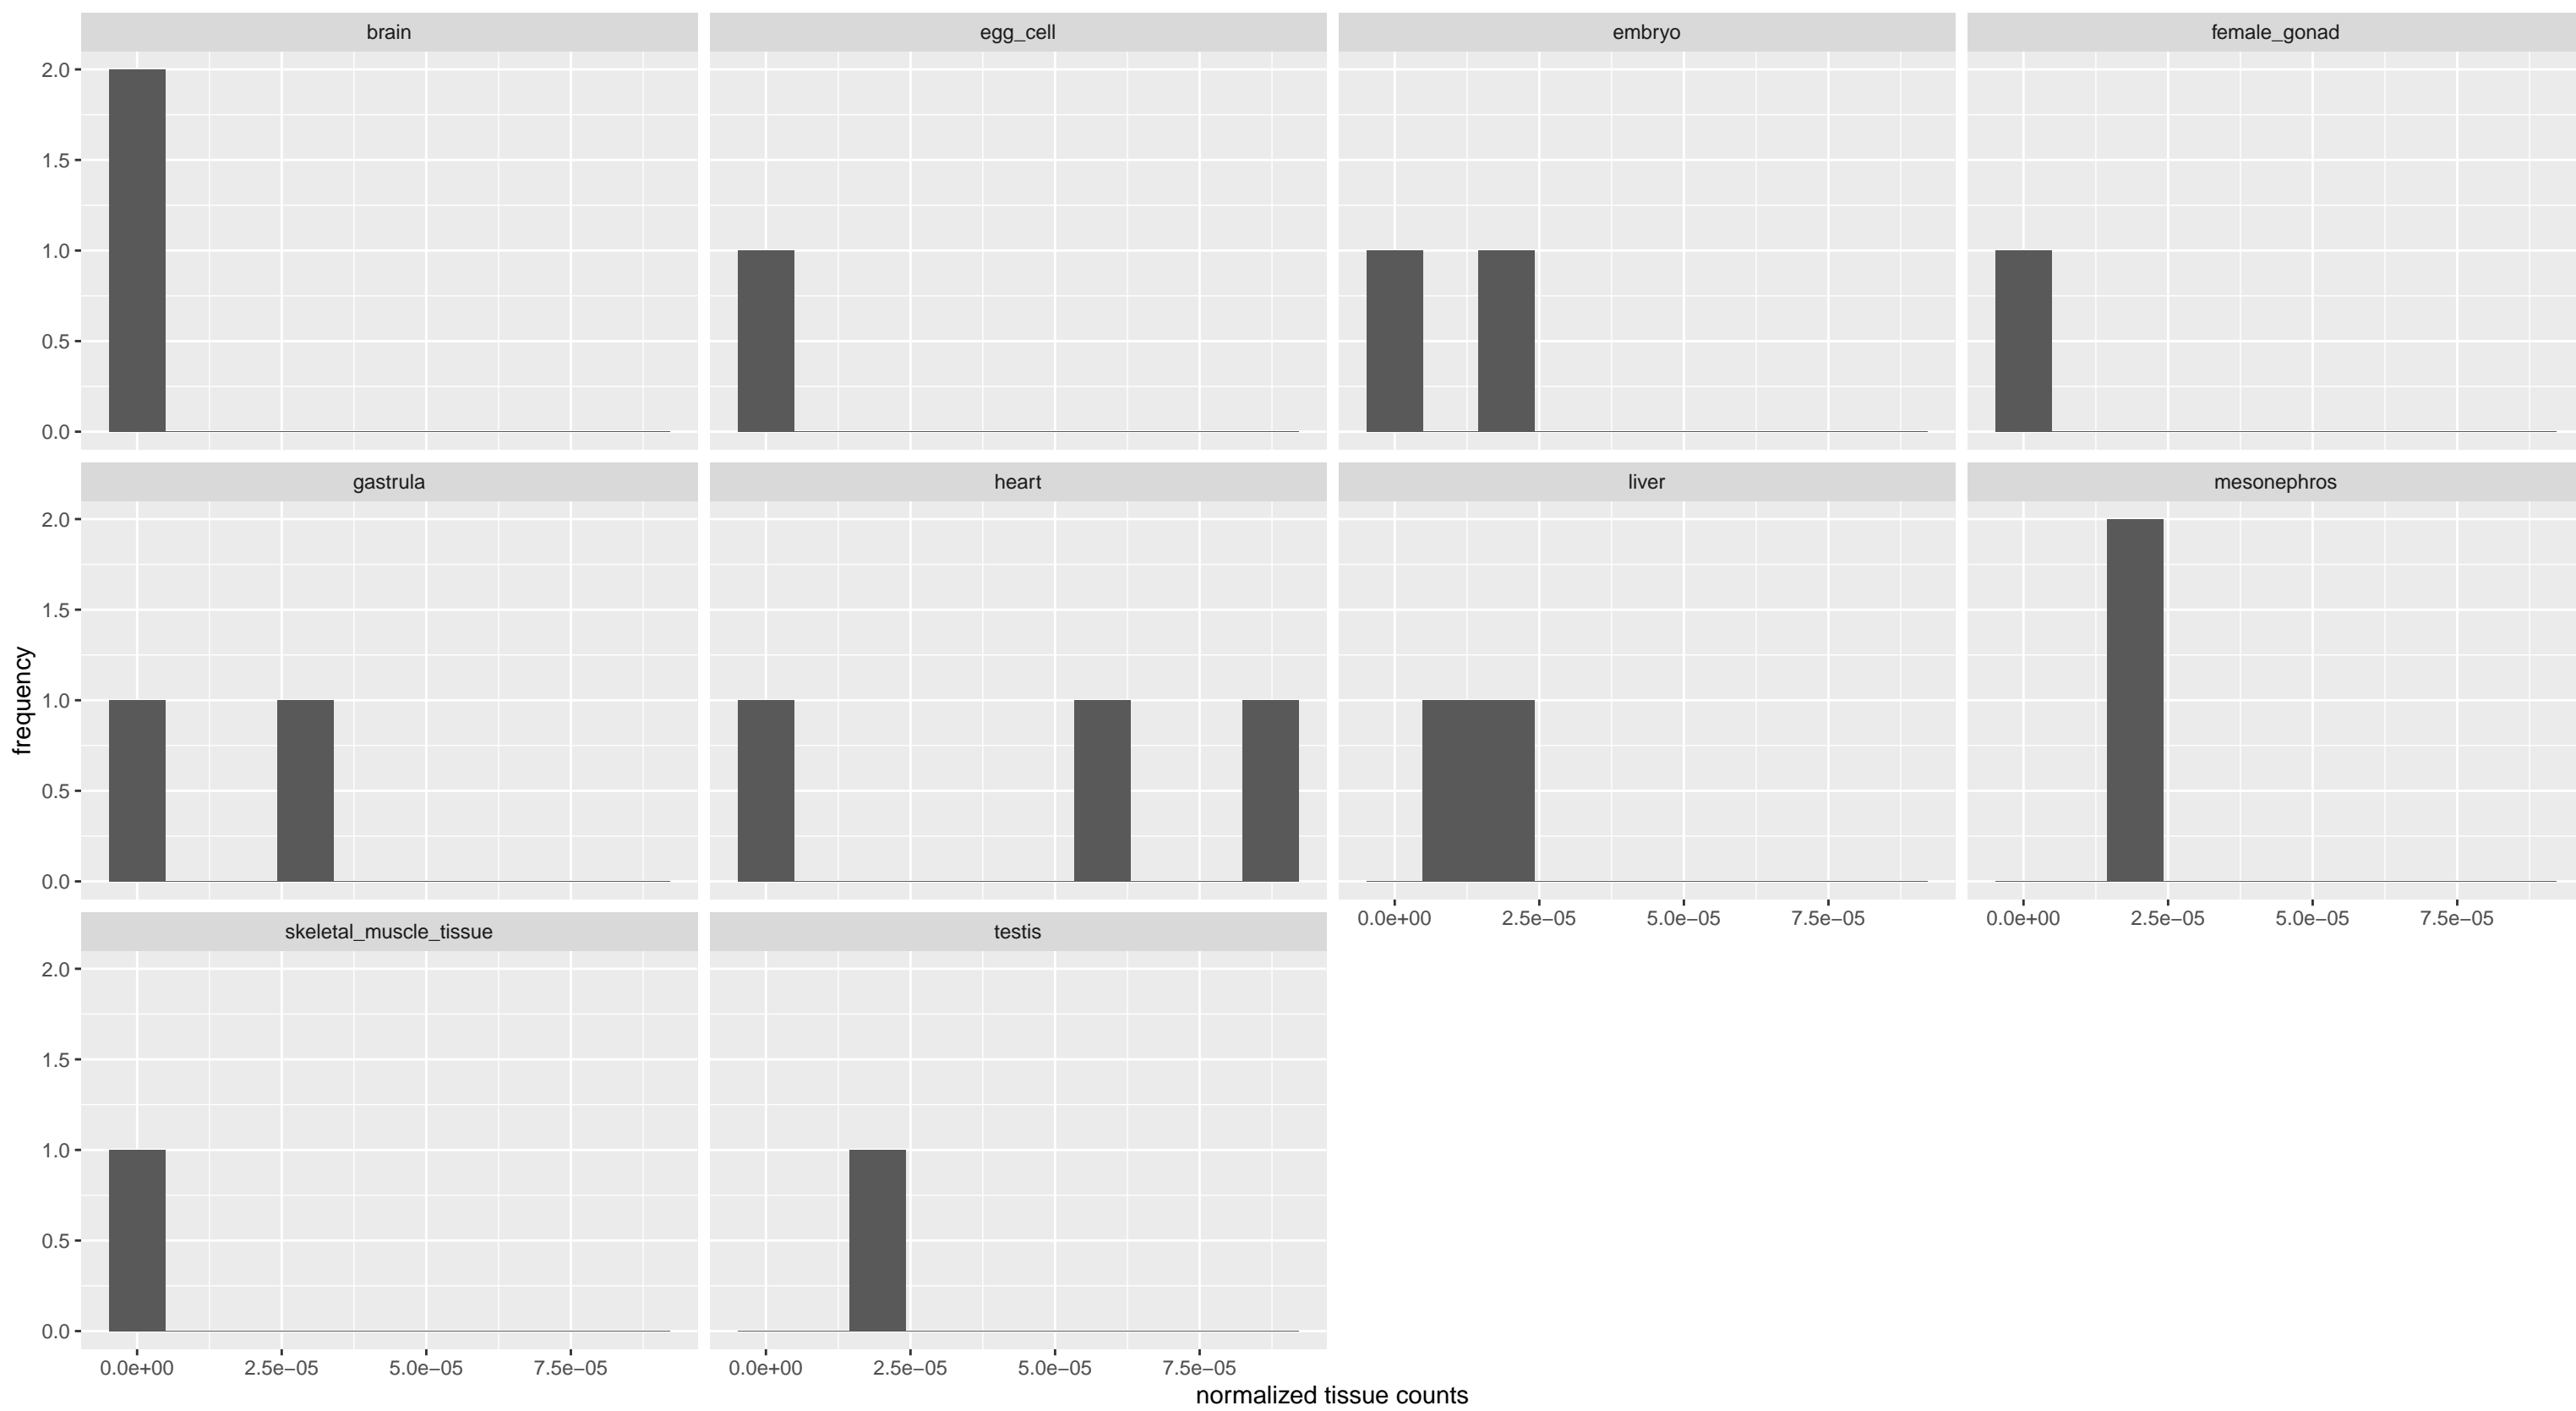 brain egg_cell embryo female_gonad
2.0
1.5
1.0
0.5
0.0
gastrula heart liver mesonephros
2.0
1.5
1.0
0.5
0.0
frequency
0.0e+00 2.5e−05 5.0e−05 7.5e−05 0.0e+00 2.5e−05 5.0e−05 7.5e−05
skeletal_muscle_tissue testis
2.0
1.5
1.0
0.5
0.0
0.0e+00 2.5e−05 5.0e−05 7.5e−05 0.0e+00 2.5e−05 5.0e−05 7.5e−05
normalized tissue counts